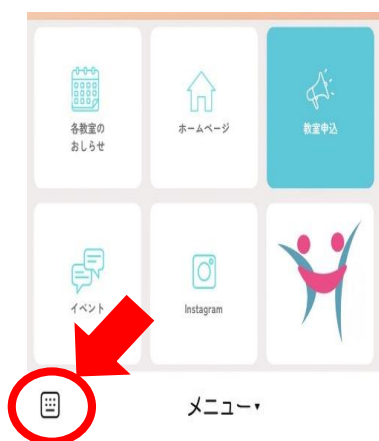 各教室の
おしらせ
ホームページ
教室申込
イベント
Instagram
メニュー▾